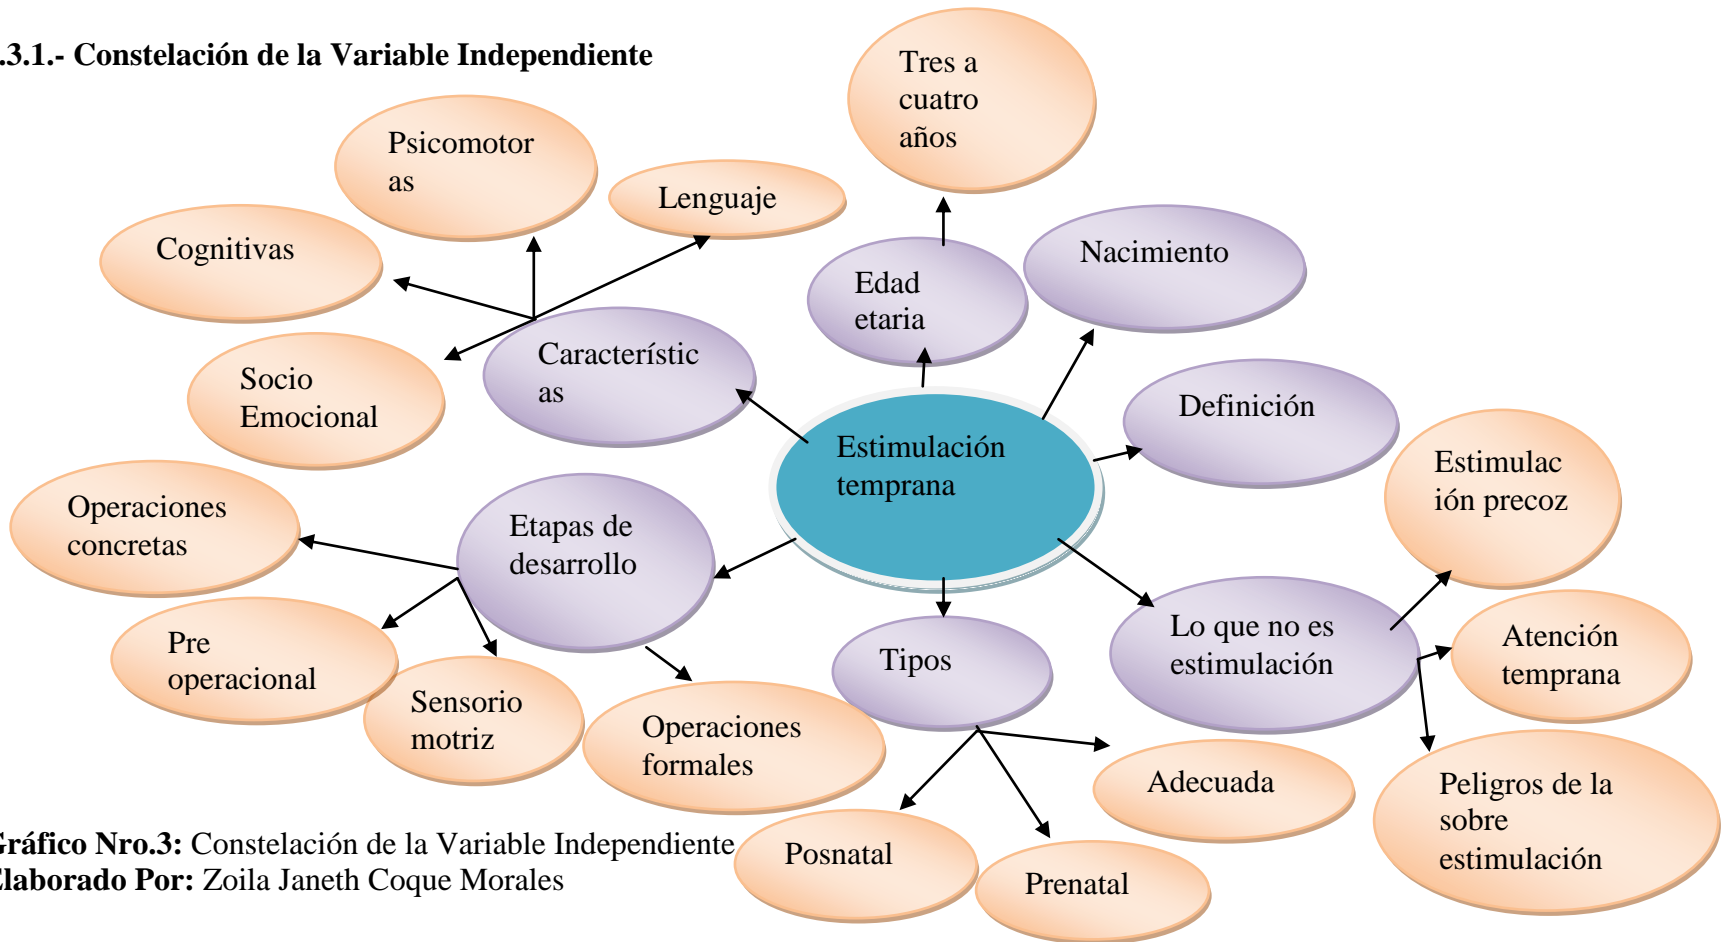 .3.1.- Constelación de la Variable Independiente
Tres a
cuatro
años
Psicomotor
as
Lenguaje
Cognitivas
Nacimiento
Edad
etaria
Característic
as
Socio
Emocional
Definición
Estimulación
temprana
Estimulac
ión precoz
Operaciones
concretas
Etapas de
desarrollo
Lo que no es
estimulación
Atención
temprana
Pre
operacional
Tipos
Sensorio
motriz
Operaciones
formales
Adecuada
Peligros de la
sobre
estimulación
Posnatal
Prenatal
Gráfico Nro.3: Constelación de la Variable Independiente
Elaborado Por: Zoila Janeth Coque Morales